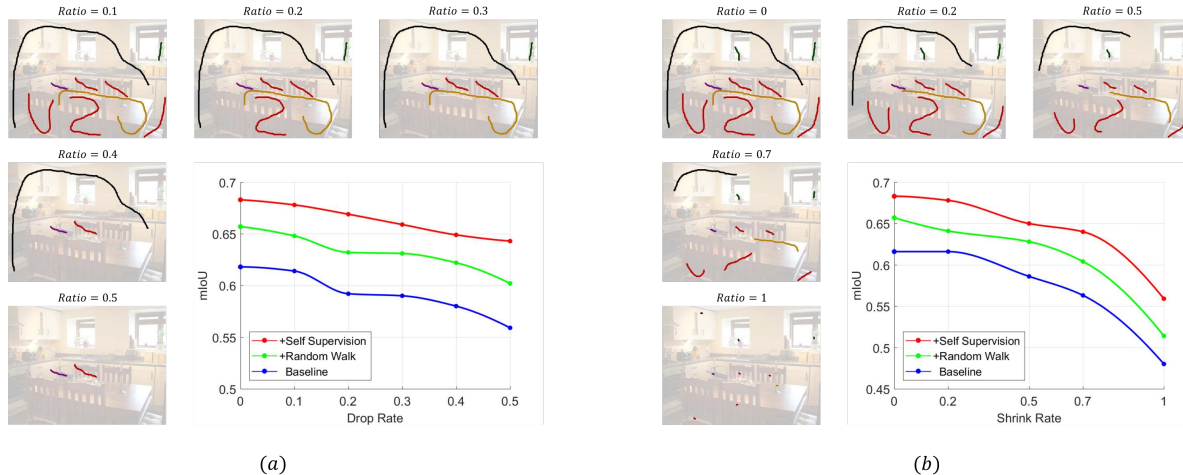 Ratio = 0.1
Ratio = 0.2
Ratio = 0.3
Ratio = 0.4
Ratio = 0.5
0.7
0.65
0.6
0.55
0.5
mIoU
+Self Supervision
+Random Walk
Baseline
0 0.1 0.2 0.3 0.4 0.5
Drop Rate
(a)
Ratio = 0
Ratio = 0.2
Ratio = 0.5
Ratio = 0.7
Ratio = 1
0.7
0.65
0.6
0.55
0.5
0.45
mIoU
+Self Supervision
+Random Walk
Baseline
0 0.2 0.5 0.7 1
Shrink Rate
(b)